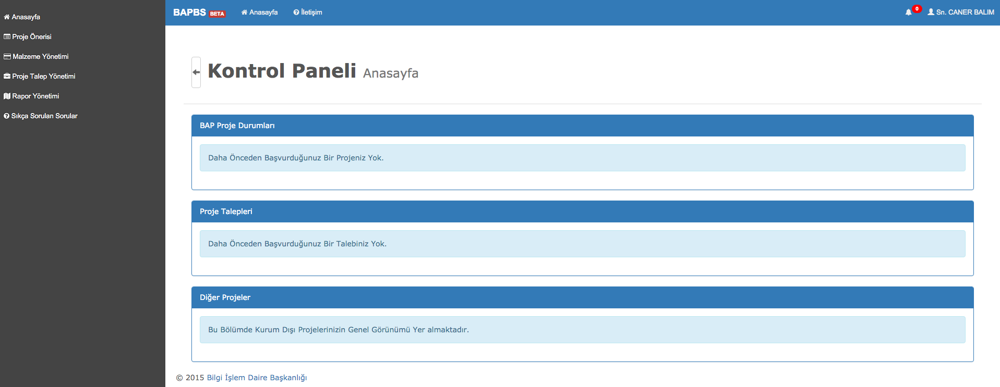 Anasayfa
Proje Önerisi
Malzeme Yönetimi
Proje Talep Yönetimi
Rapor Yönetimi
Sıkça Sorulan Sorular
BAPBS BETA Anasayfa İletişim 0 Sn. CANER BALIM
Kontrol Paneli Anasayfa
BAP Proje Durumları
Daha Önceden Başvurduğunuz Bir Projeniz Yok.
Proje Talepleri
Daha Önceden Başvurduğunuz Bir Talebiniz Yok.
Diğer Projeler
Bu Bölümde Kurum Dışı Projelerinizin Genel Görünümü Yer almaktadır.
© 2015 Bilgi İşlem Daire Başkanlığı